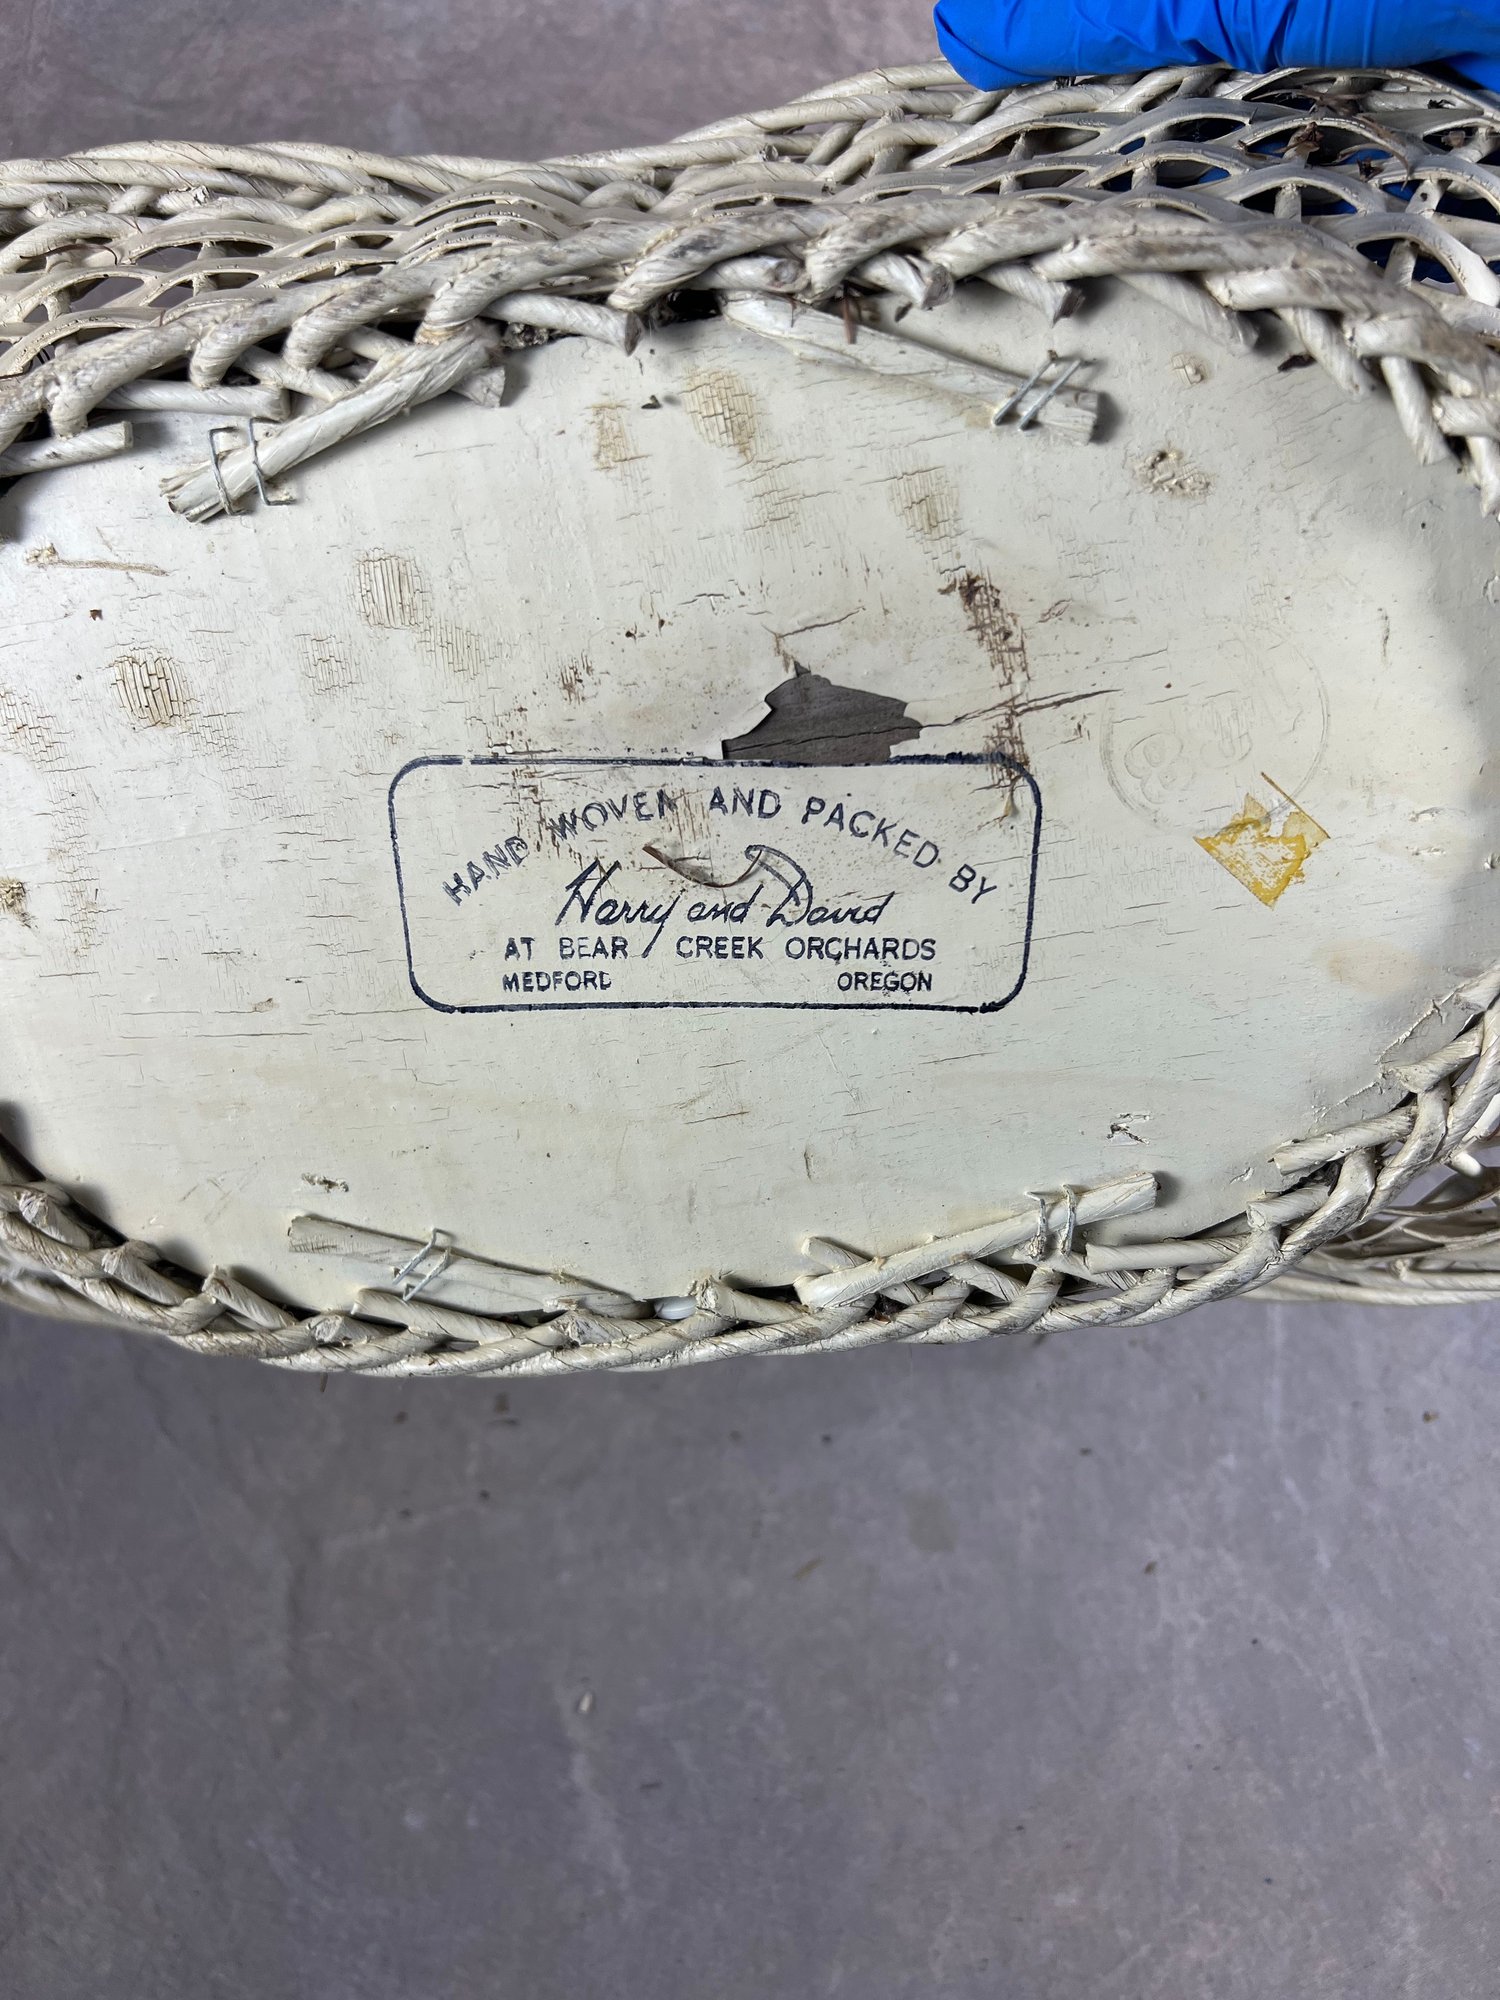 HAND WOVEN AND PACKED BY
Harry and David
AT BEAR CREEK ORCHARDS
MEDFORD OREGON